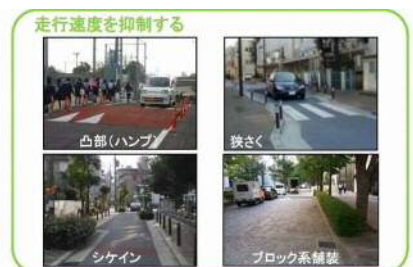 走行速度を抑制する
凸部(ハンプ)
狭さく
シケイン
ブロック系舗装